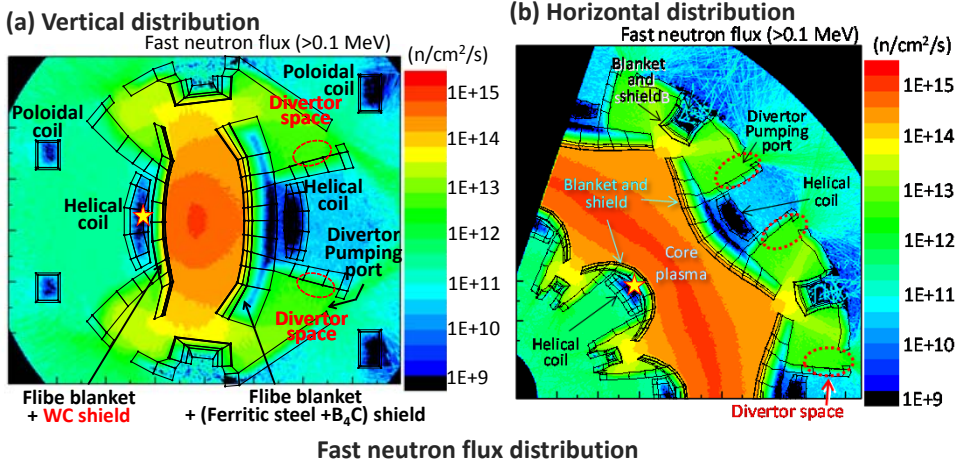 (a) Vertical distribution
Fast neutron flux (>0.1 MeV)
(n/cm²/s)
Poloidal
coil
Poloidal
coil
Divertor
space
Helical
coil
Helical
coil
Divertor
Pumping
port
Divertor
space
1E+15
1E+14
1E+13
1E+12
1E+11
1E+10
1E+9
Flibe blanket
+ WC shield
Flibe blanket
+ (Ferritic steel +B₄C) shield
(b) Horizontal distribution
Fast neutron flux (>0.1 MeV)
(n/cm²/s)
Blanket
and
shield
Divertor
Pumping
port
Blanket and
shield
Helical
coil
Core
plasma
Helical
coil
Divertor space
1E+15
1E+14
1E+13
1E+12
1E+11
1E+10
1E+9
Fast neutron flux distribution